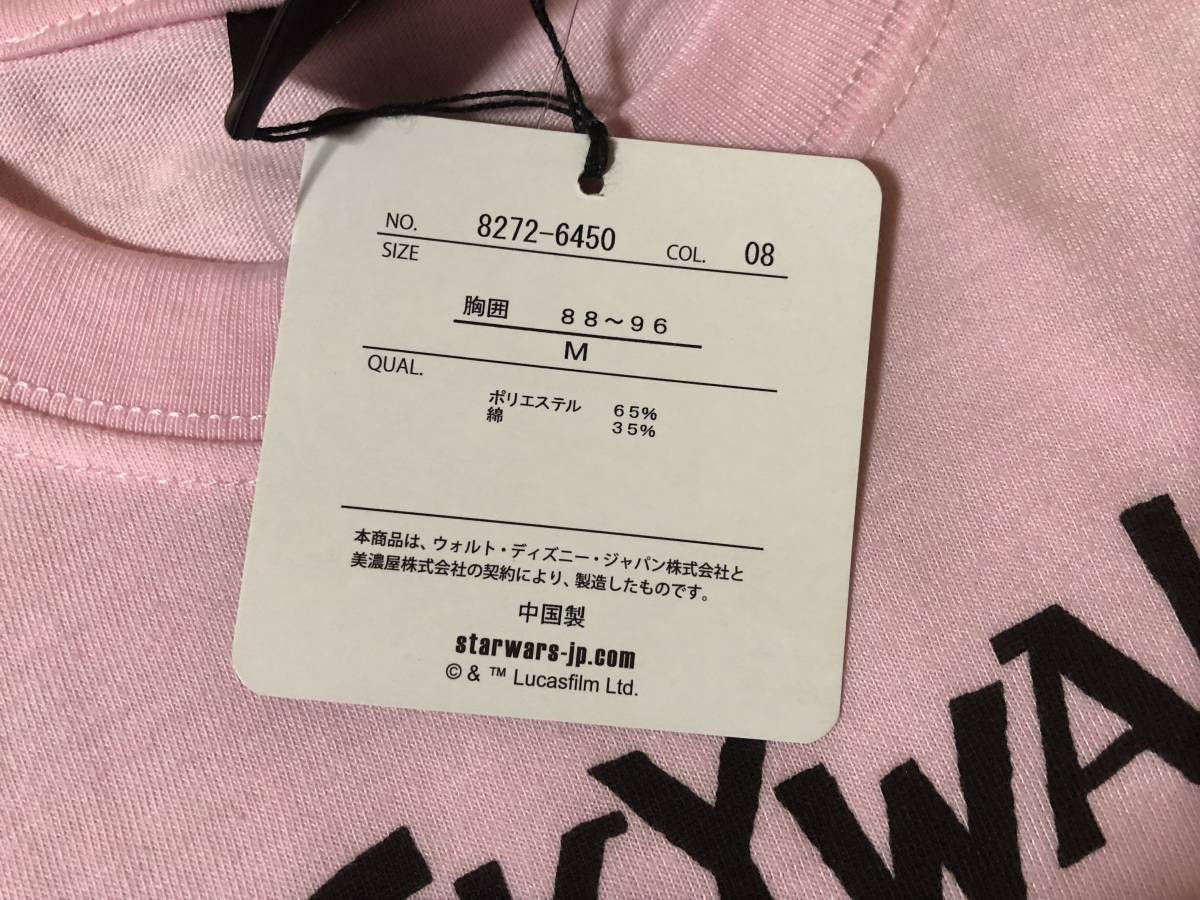 NO. 8272-6450 COL. 08
SIZE
胸囲 88～96
M
QUAL.
ポリエステル 65%
綿 35%
本商品は、ウォルト・ディズニー・ジャパン株式会社と
美濃屋株式会社の契約により、製造したものです。
中国製
starwars-jp.com
© & ™ Lucasfilm Ltd.
SKYWA